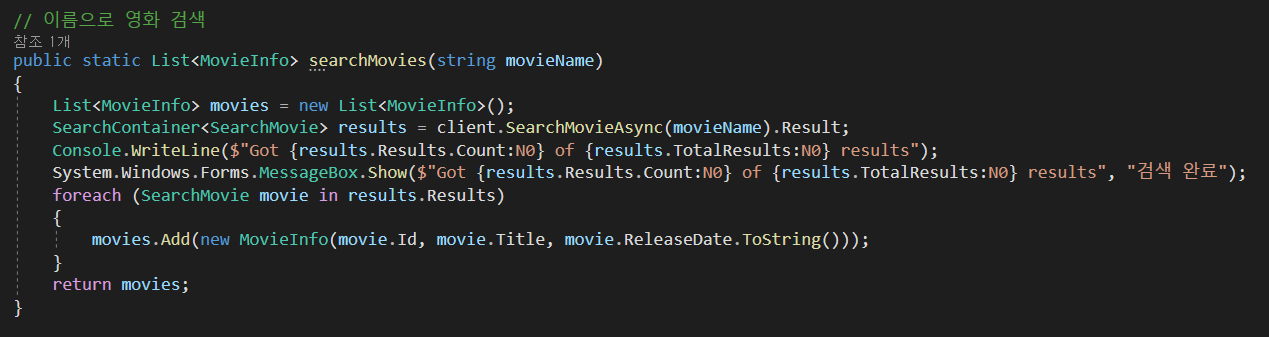 // 이름으로 영화 검색
참조 1개
public static List<MovieInfo> searchMovies(string movieName)
{
List<MovieInfo> movies = new List<MovieInfo>();
SearchContainer<SearchMovie> results = client.SearchMovieAsync(movieName).Result;
Console.WriteLine($"Got {results.Results.Count:N0} of {results.TotalResults:N0} results");
System.Windows.Forms.MessageBox.Show($"Got {results.Results.Count:N0} of {results.TotalResults:N0} results", "검색 완료");
foreach (SearchMovie movie in results.Results)
{
movies.Add(new MovieInfo(movie.Id, movie.Title, movie.ReleaseDate.ToString()));
}
return movies;
}